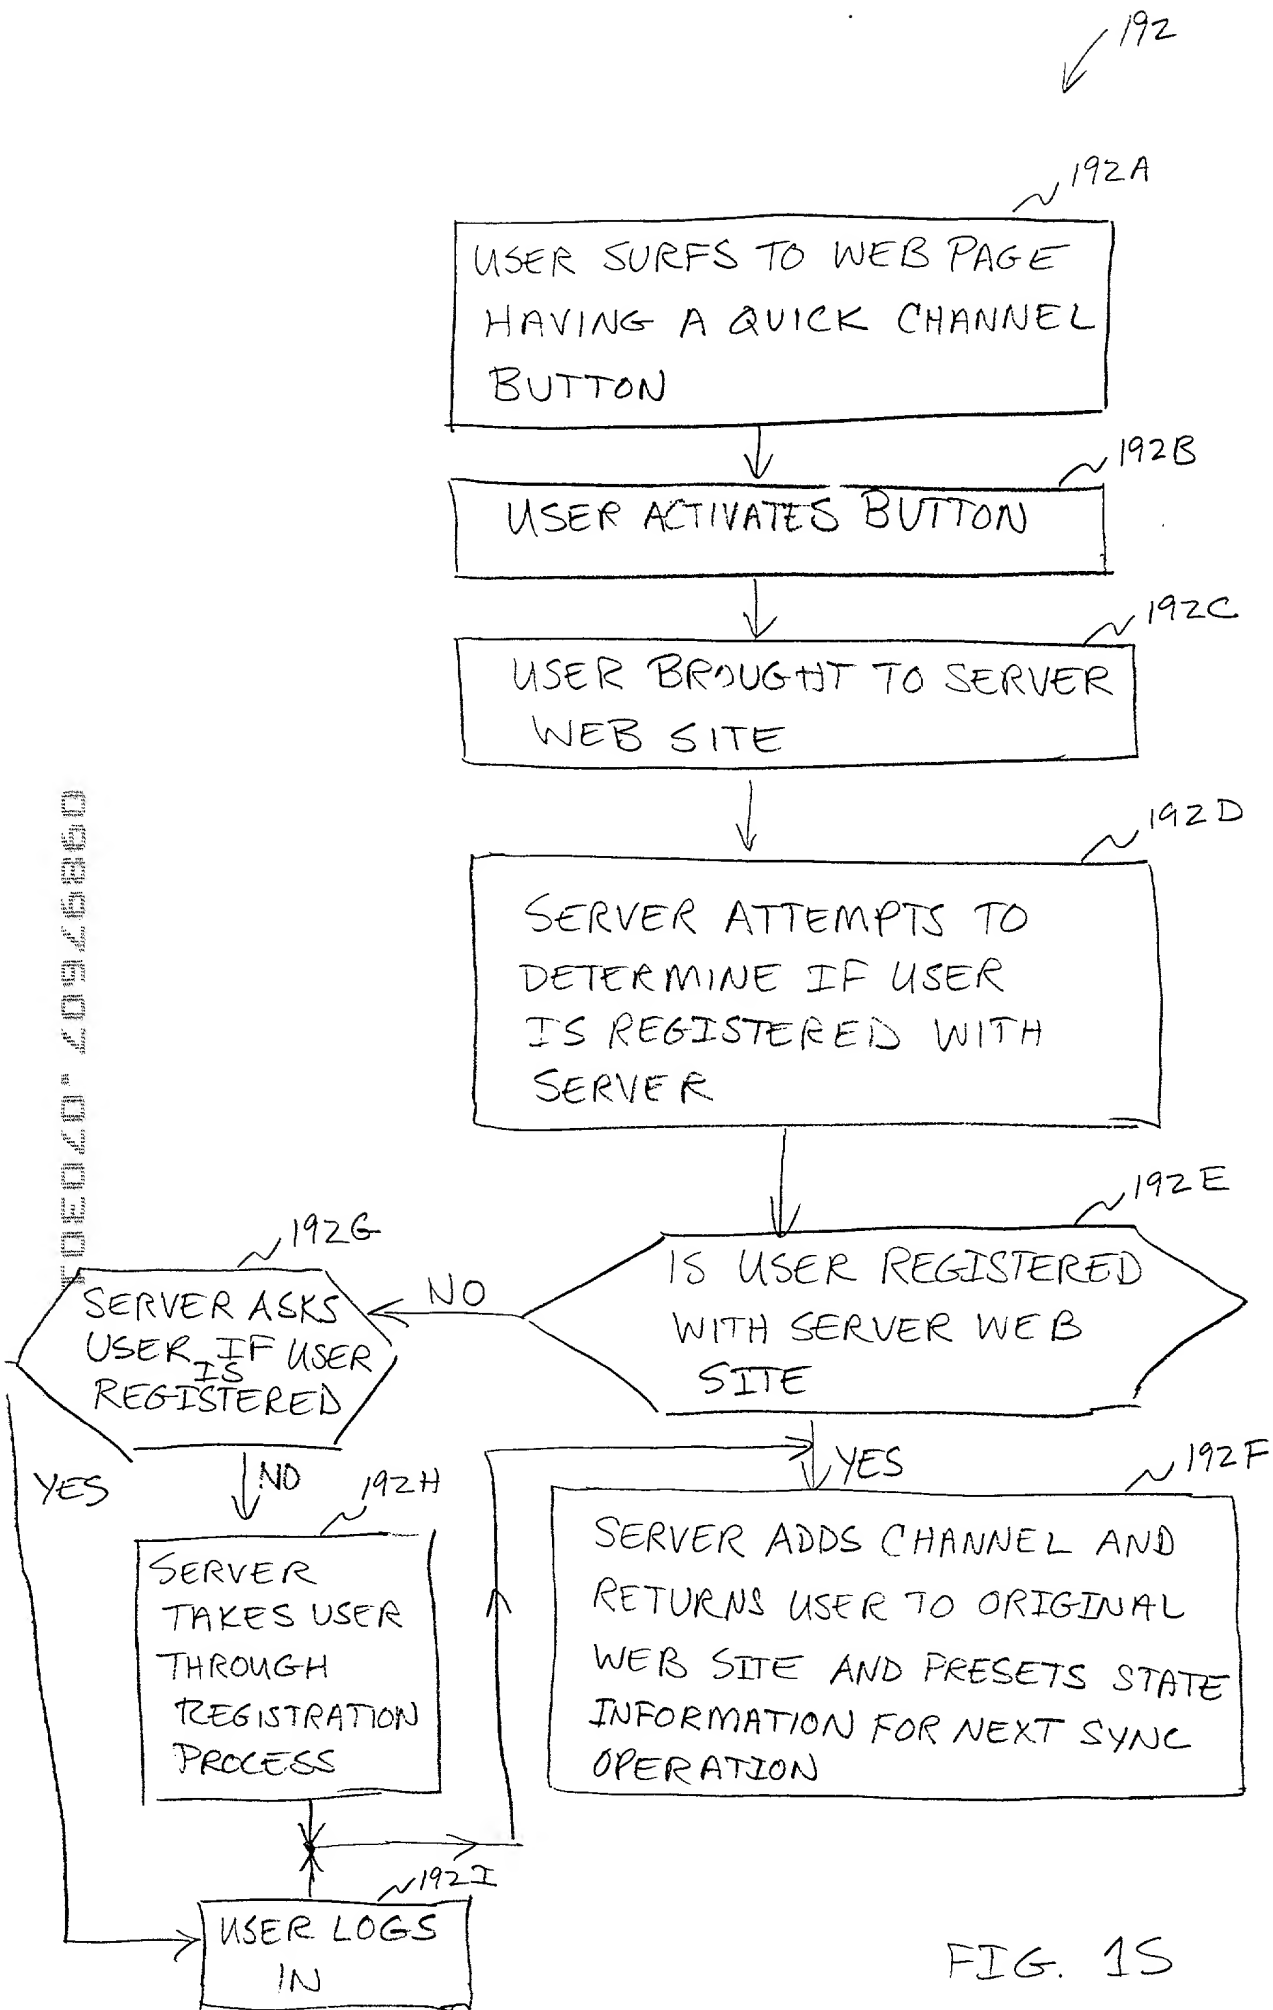 192
192A
USER SURFS TO WEB PAGE
HAVING A QUICK CHANNEL
BUTTON
192B
USER ACTIVATES BUTTON
192C
USER BROUGHT TO SERVER
WEB SITE
192D
SERVER ATTEMPTS TO
DETERMINE IF USER
IS REGISTERED WITH
SERVER
192E
IS USER REGISTERED
WITH SERVER WEB
SITE
NO
192G
SERVER ASKS
USER IF USER
IS
REGISTERED
YES
NO
192H
SERVER
TAKES USER
THROUGH
REGISTRATION
PROCESS
YES
192F
SERVER ADDS CHANNEL AND
RETURNS USER TO ORIGINAL
WEB SITE AND PRESETS STATE
INFORMATION FOR NEXT SYNC
OPERATION
192I
USER LOGS
IN
FIG. 1S
09897607.070301